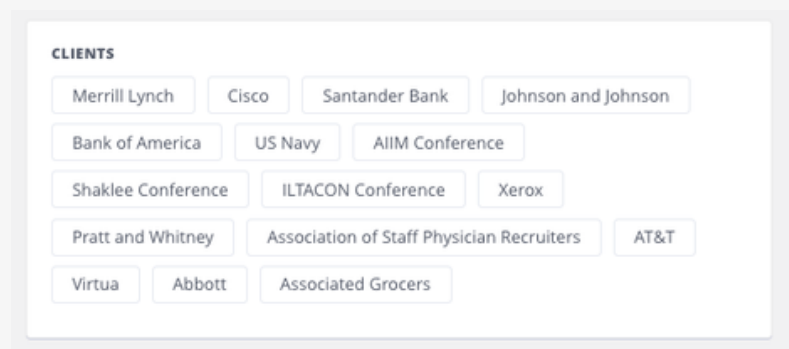 CLIENTS
Merrill Lynch Cisco Santander Bank Johnson and Johnson
Bank of America US Navy AIIM Conference
Shaklee Conference ILTACON Conference Xerox
Pratt and Whitney Association of Staff Physician Recruiters AT&T
Virtua Abbott Associated Grocers